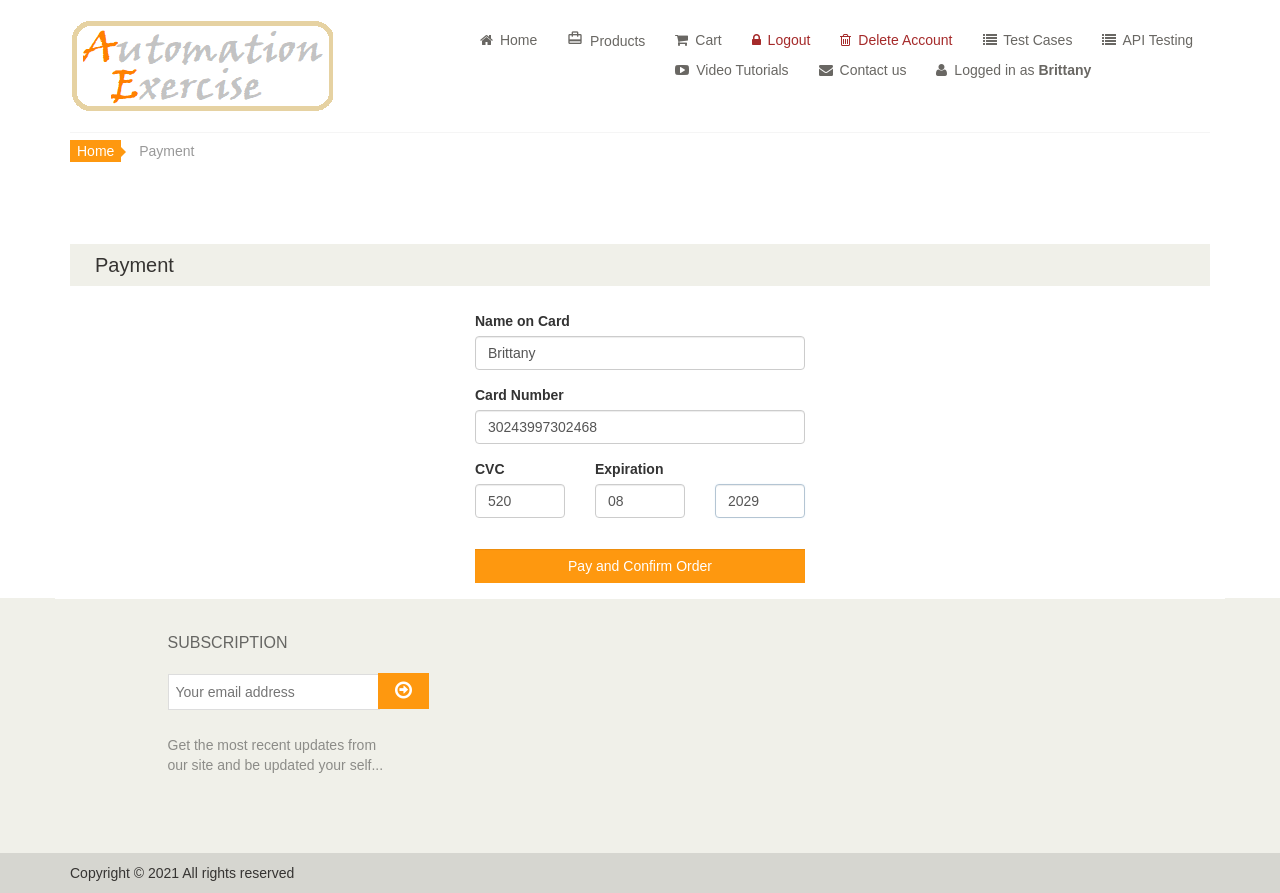 Automation
Exercise
Home
Products
Cart
Logout
Delete Account
Test Cases
API Testing
Video Tutorials
Contact us
Logged in as Brittany
Home
Payment
Payment
Name on Card
Brittany
Card Number
30243997302468
CVC
Expiration
520
08
2029
Pay and Confirm Order
SUBSCRIPTION
Your email address
Get the most recent updates from
our site and be updated your self...
Copyright © 2021 All rights reserved